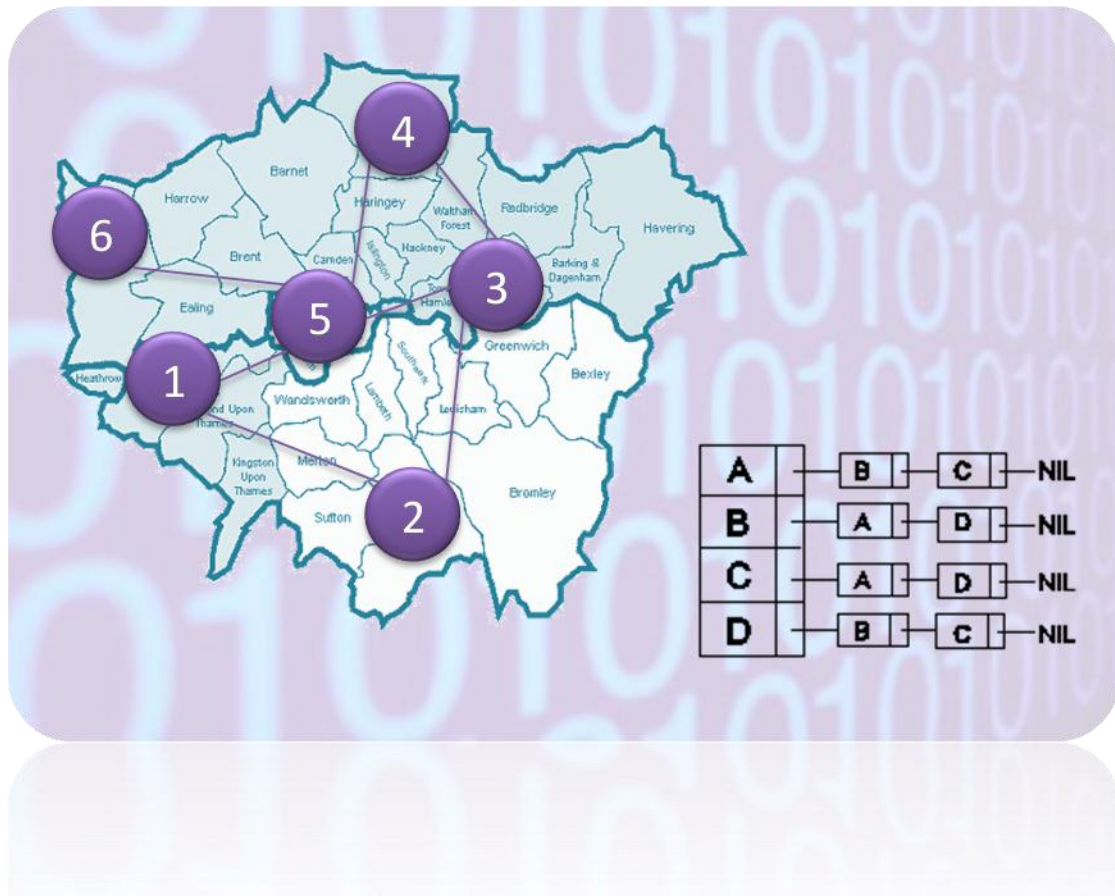 4
Barnet
Harrow
Haringey
Waltham
Forest
Redbridge
Havering
6
Brent
Camden
Islington
Hackney
Barking &
Dagenham
3
Ealing
5
Greenwich
Heathrow
1
Southwark
Bexley
Wandsworth
Lambeth
Thames
Merton
Kingston
Upon
Thames
2
Sutton
Bromley
A B C NIL
B A D NIL
C A D NIL
D B C NIL